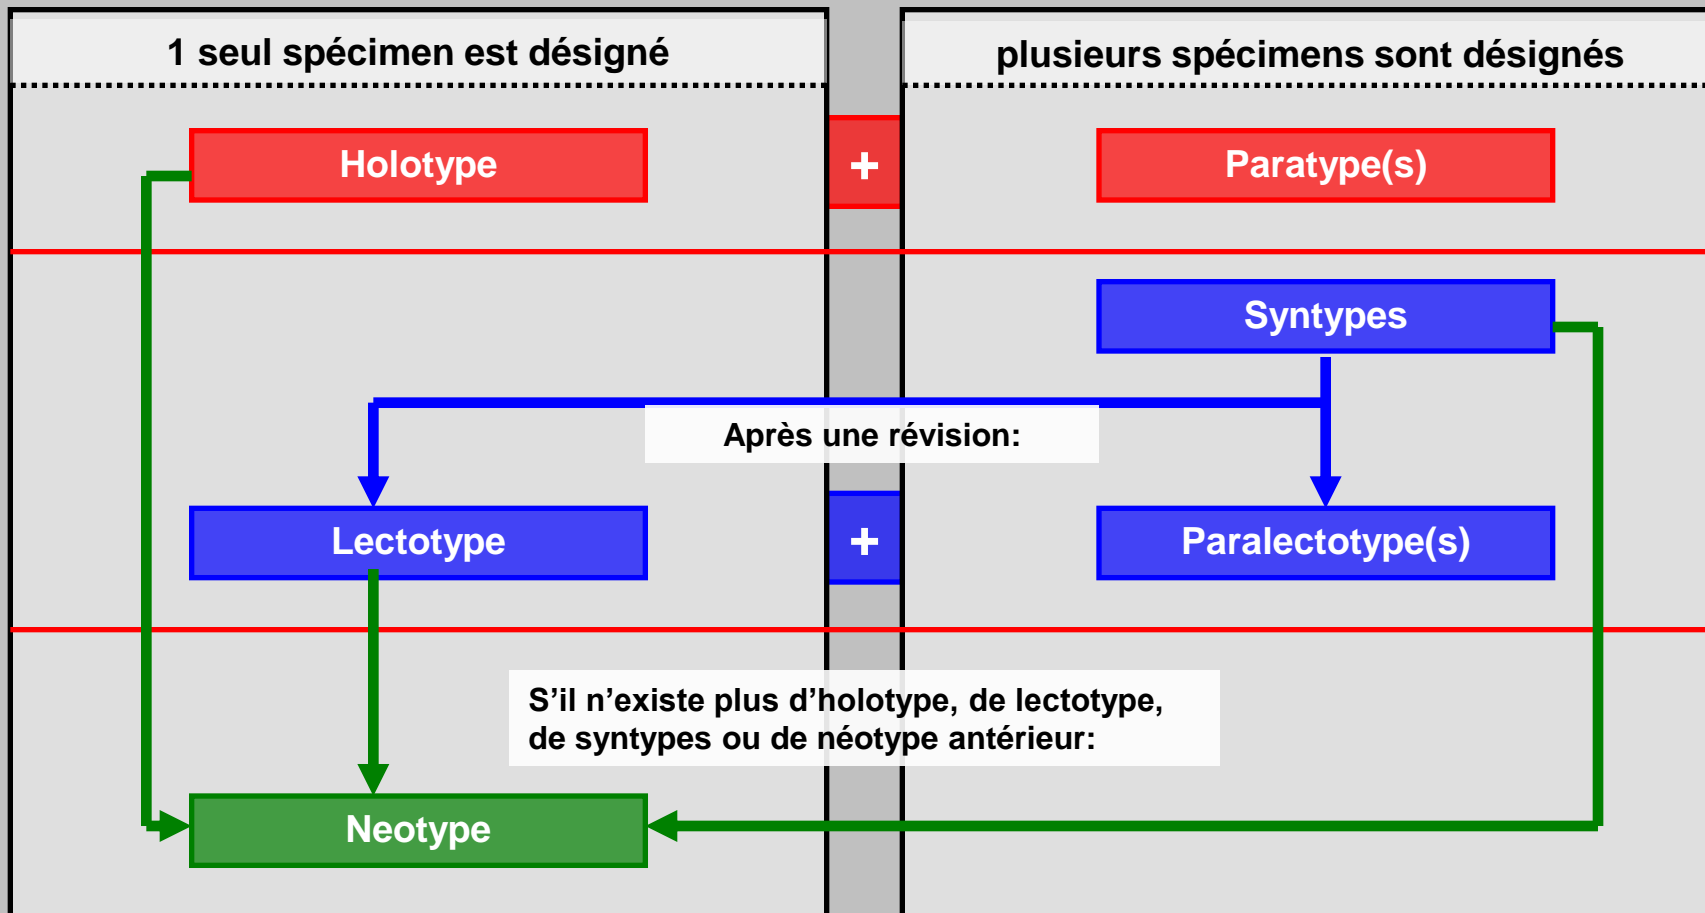 1 seul spécimen est désigné
plusieurs spécimens sont désignés
Holotype
+
Paratype(s)
Syntypes
Après une révision:
Lectotype
+
Paralectotype(s)
S'il n'existe plus d'holotype, de lectotype,
de syntypes ou de néotype antérieur:
Neotype